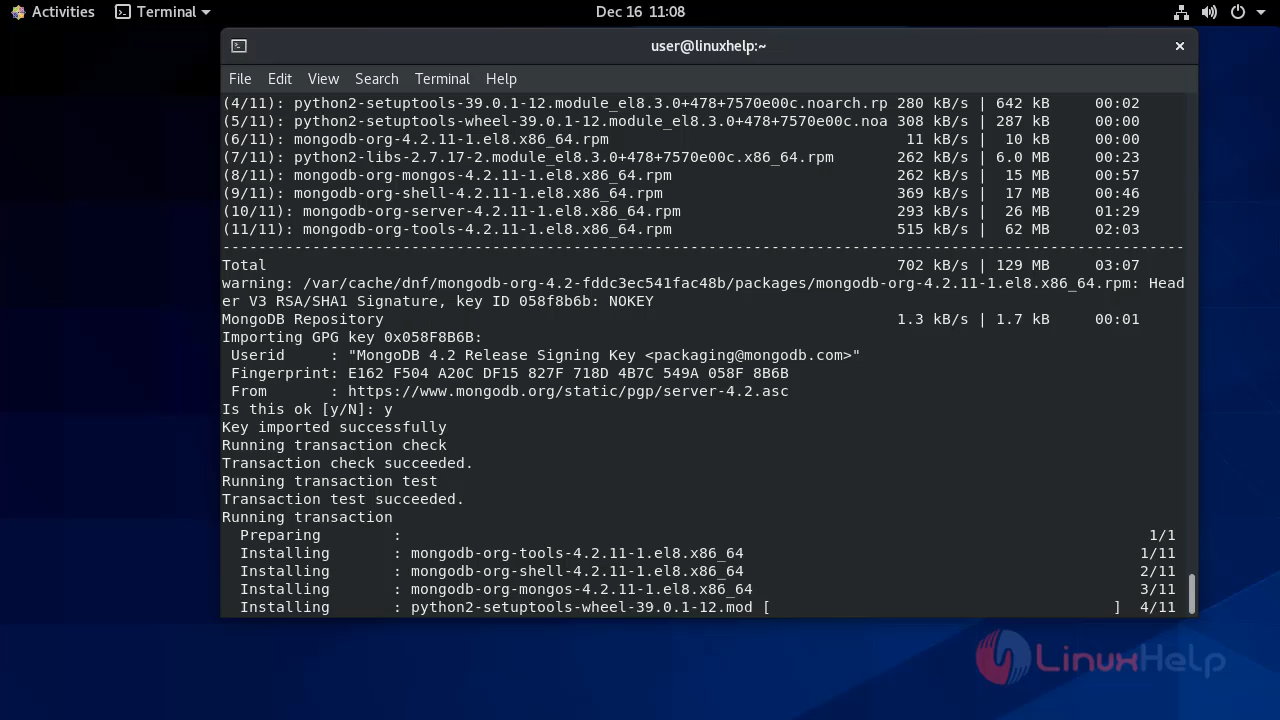 Activities Terminal Dec 16 11:08
user@linuxhelp:~ ×
File Edit View Search Terminal Help
(4/11): python2-setuptools-39.0.1-12.module_el8.3.0+478+7570e00c.noarch.rp 280 kB/s | 642 kB 00:02
(5/11): python2-setuptools-wheel-39.0.1-12.module_el8.3.0+478+7570e00c.noa 308 kB/s | 287 kB 00:00
(6/11): mongodb-org-4.2.11-1.el8.x86_64.rpm 11 kB/s | 10 kB 00:00
(7/11): python2-libs-2.7.17-2.module_el8.3.0+478+7570e00c.x86_64.rpm 262 kB/s | 6.0 MB 00:23
(8/11): mongodb-org-mongos-4.2.11-1.el8.x86_64.rpm 262 kB/s | 15 MB 00:57
(9/11): mongodb-org-shell-4.2.11-1.el8.x86_64.rpm 369 kB/s | 17 MB 00:46
(10/11): mongodb-org-server-4.2.11-1.el8.x86_64.rpm 293 kB/s | 26 MB 01:29
(11/11): mongodb-org-tools-4.2.11-1.el8.x86_64.rpm 515 kB/s | 62 MB 02:03
-----------------------------------------------------------------------------------------------------------
Total 702 kB/s | 129 MB 03:07
warning: /var/cache/dnf/mongodb-org-4.2-fddc3ec541fac48b/packages/mongodb-org-4.2.11-1.el8.x86_64.rpm: Head
er V3 RSA/SHA1 Signature, key ID 058f8b6b: NOKEY
MongoDB Repository 1.3 kB/s | 1.7 kB 00:01
Importing GPG key 0x058F8B6B:
Userid : "MongoDB 4.2 Release Signing Key <packaging@mongodb.com>"
Fingerprint: E162 F504 A20C DF15 827F 718D 4B7C 549A 058F 8B6B
From : https://www.mongodb.org/static/pgp/server-4.2.asc
Is this ok [y/N]: y
Key imported successfully
Running transaction check
Transaction check succeeded.
Running transaction test
Transaction test succeeded.
Running transaction
Preparing : 1/1
Installing : mongodb-org-tools-4.2.11-1.el8.x86_64 1/11
Installing : mongodb-org-shell-4.2.11-1.el8.x86_64 2/11
Installing : mongodb-org-mongos-4.2.11-1.el8.x86_64 3/11
Installing : python2-setuptools-wheel-39.0.1-12.mod [ ] 4/11
LinuxHelp